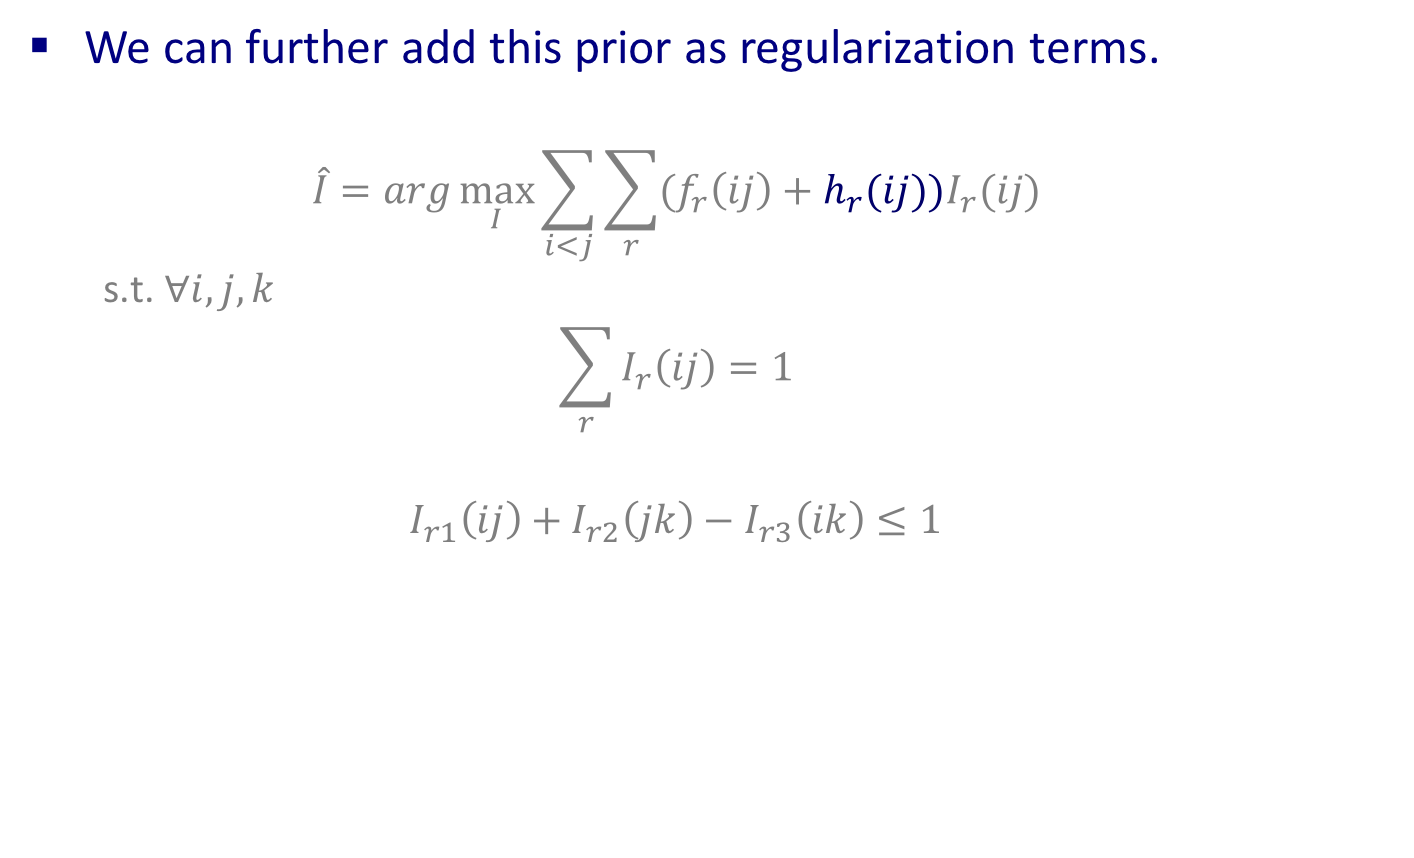 ▪ We can further add this prior as regularization terms.
Î = arg max_I ∑_{i<j} ∑_r (f_r(ij) + h_r(ij))I_r(ij)
s.t. ∀i, j, k
∑_r I_r(ij) = 1
I_{r1}(ij) + I_{r2}(jk) − I_{r3}(ik) ≤ 1